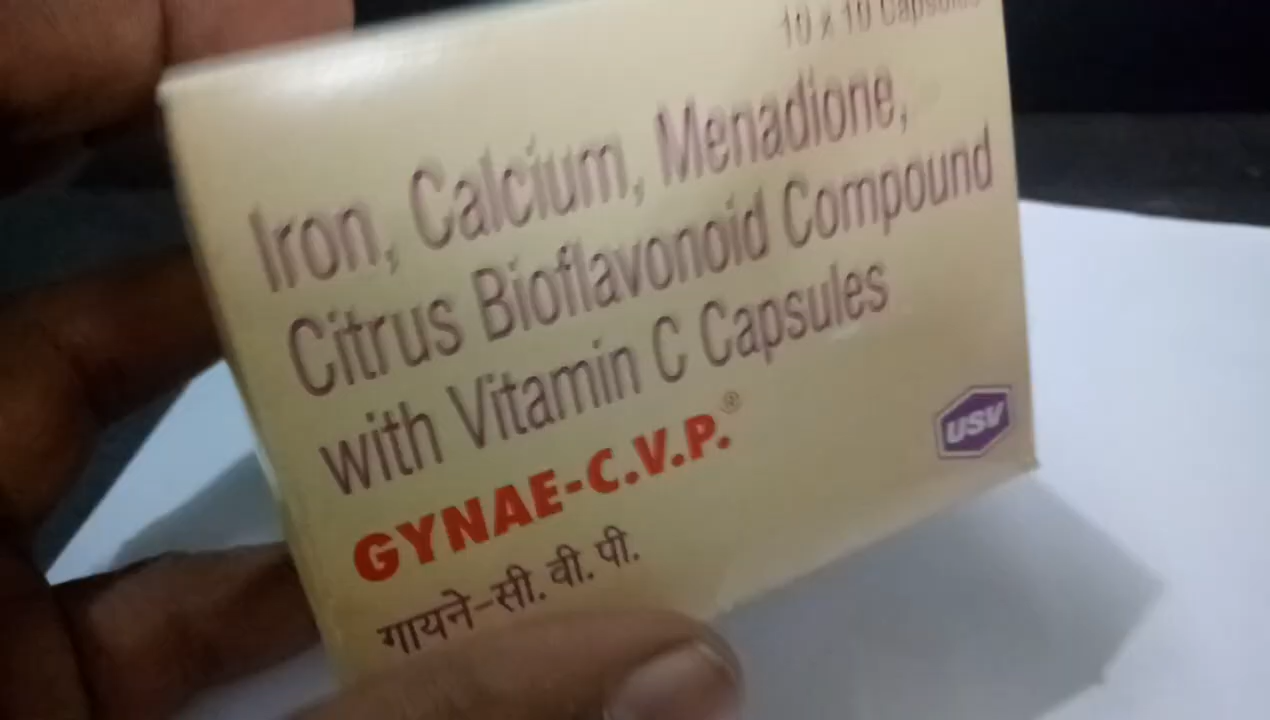 10 x 10 Capsules
Iron, Calcium, Menadione,
Citrus Bioflavonoid Compound
with Vitamin C Capsules
GYNAE-C.V.P.®
USV
गायने-सी. वी. पी.